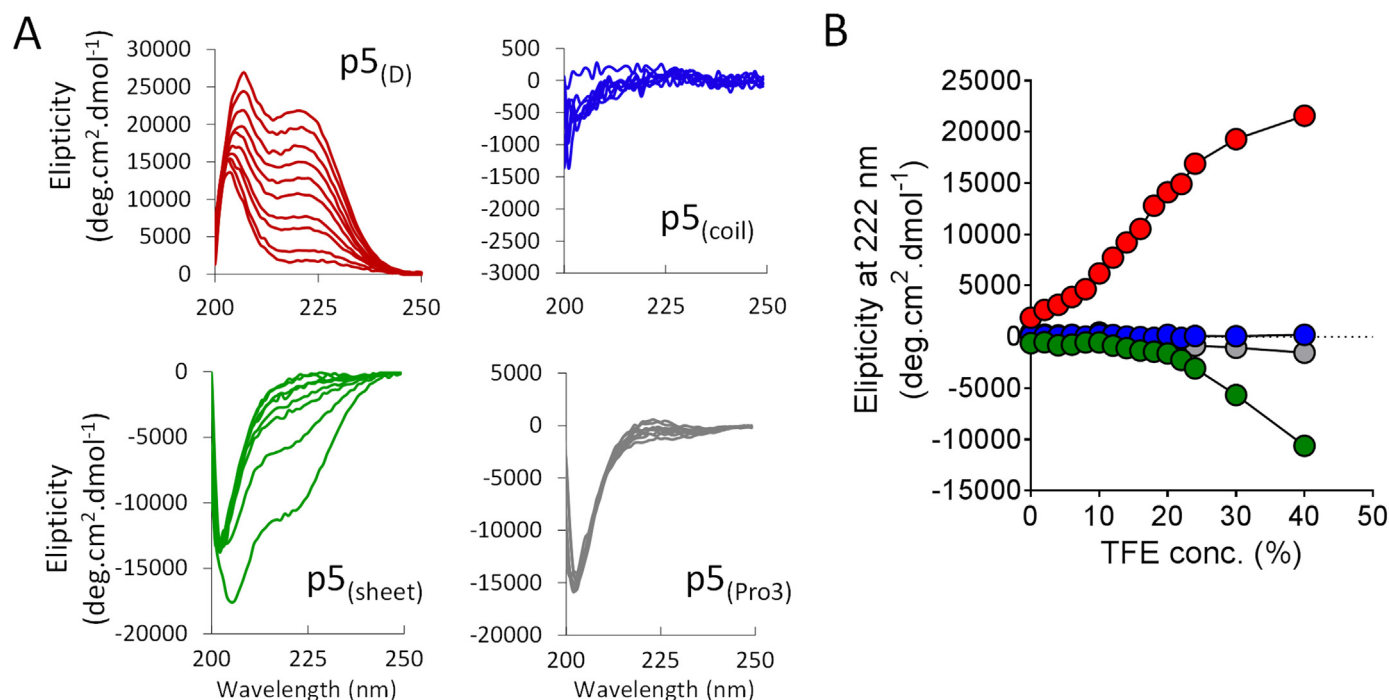 A
Elipticity
(deg.cm².dmol⁻¹)
30000
25000
20000
15000
10000
5000
0
200 225 250
p5(D)
500
0
-500
-1000
-1500
-2000
-2500
-3000
200 225 250
p5(coil)
Elipticity
(deg.cm².dmol⁻¹)
0
-5000
-10000
-15000
-20000
200 225 250
Wavelength (nm)
p5(sheet)
5000
0
-5000
-10000
-15000
-20000
200 225 250
Wavelength (nm)
p5(Pro3)
B
Elipticity at 222 nm
(deg.cm².dmol⁻¹)
25000
20000
15000
10000
5000
0
-5000
-10000
-15000
0 10 20 30 40 50
TFE conc. (%)